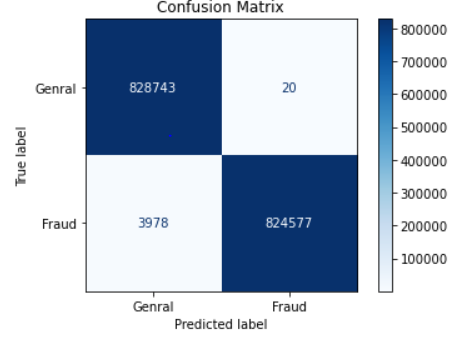 Confusion Matrix
Genral
828743
20
True label
Fraud
3978
824577
Genral
Fraud
Predicted label
800000
700000
600000
500000
400000
300000
200000
100000